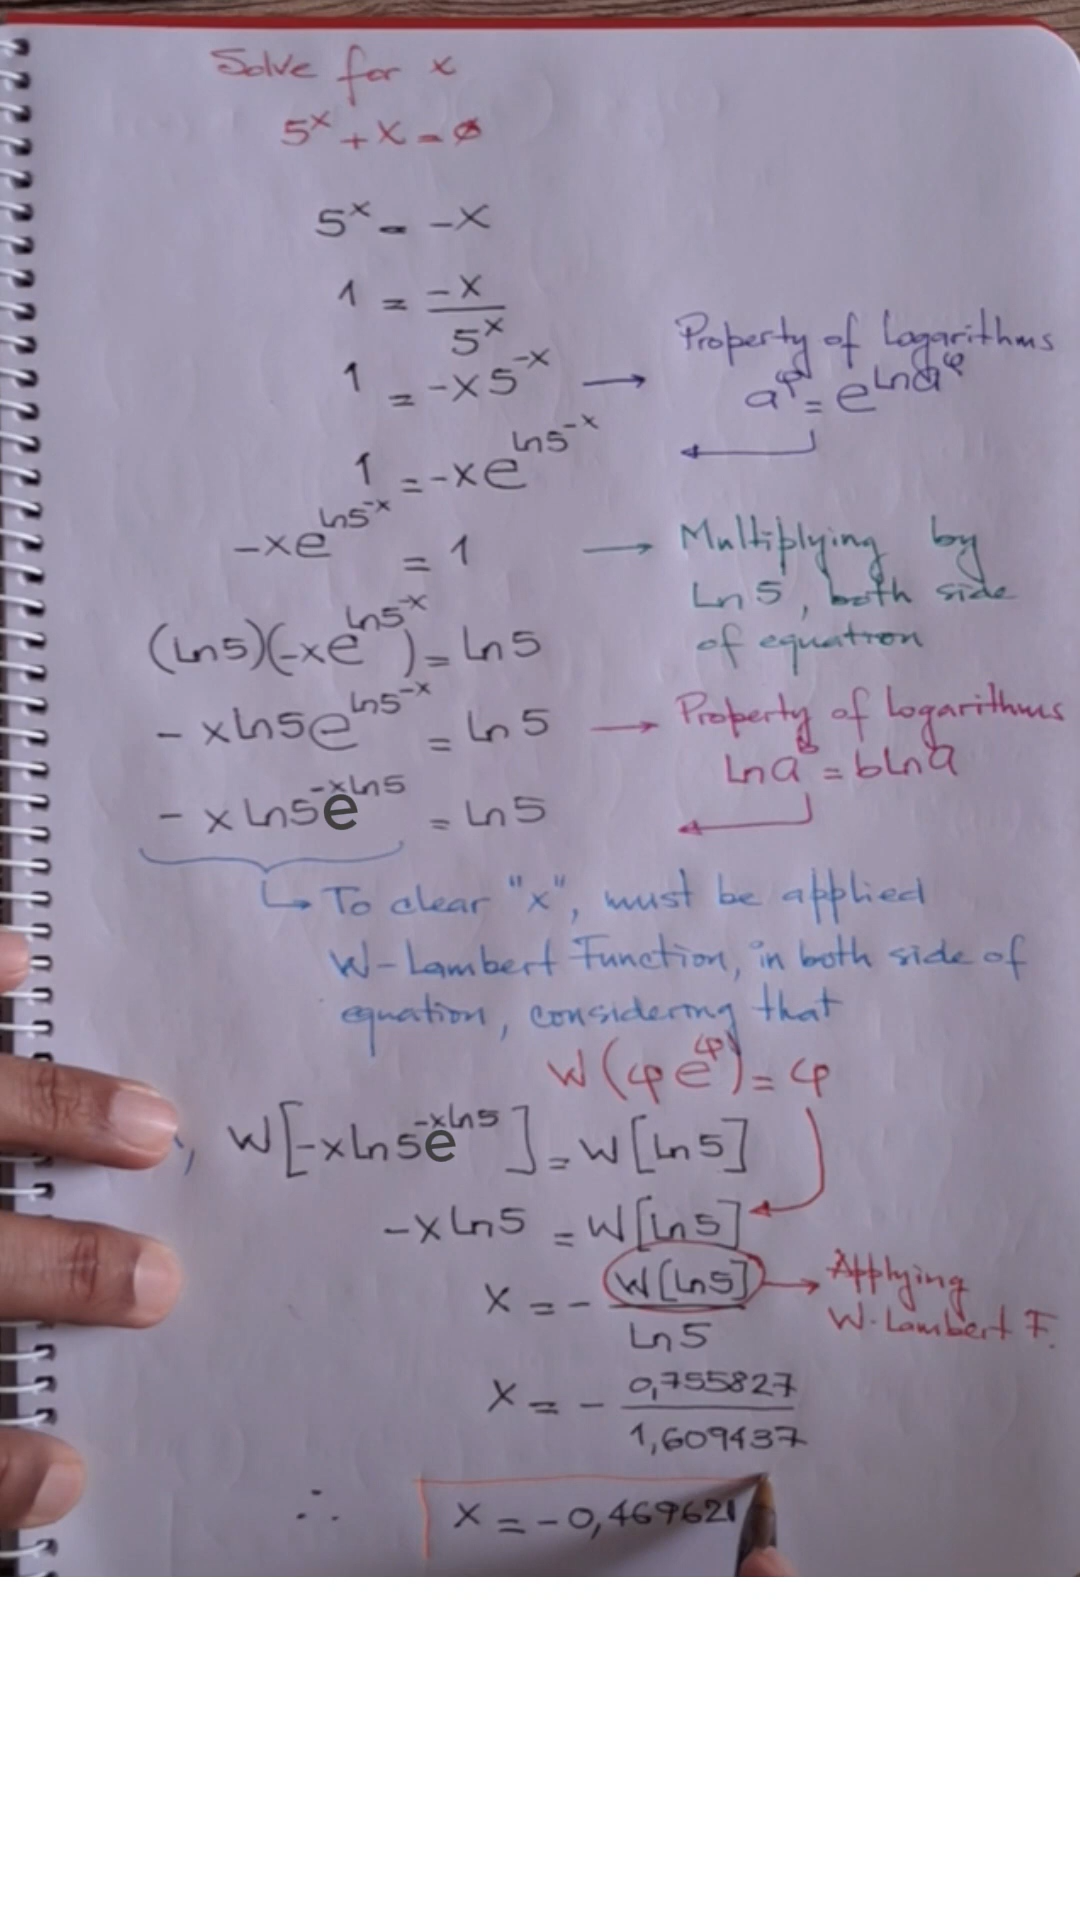 Solve for x
5^x + x = 0
5^x = -x
1 = -x / 5^x
1 = -x5^-x → Property of Logarithms
a^φ = e^Lna^φ
1 = -xe^ln5^-x
-xe^ln5^-x = 1 → Multiplying by
Ln5, both side
of equation
(Ln5)(-xe^ln5^-x) = Ln5
- xln5e^ln5^-x = Ln5 → Property of Logarithms
Lna^b = bLna
- xLn5e^-xln5 = Ln5
↳ To clear "x", must be applied
W-Lambert Function, in both side of
equation, considering that
W(φe^φ) = φ
, W[-xLn5e^-xln5] = W[Ln5]
-xLn5 = W[Ln5]
x = - W[Ln5] / Ln5 → Applying
W-Lambert F.
x = - 0,755827 / 1,609437
∴ x = -0,469621